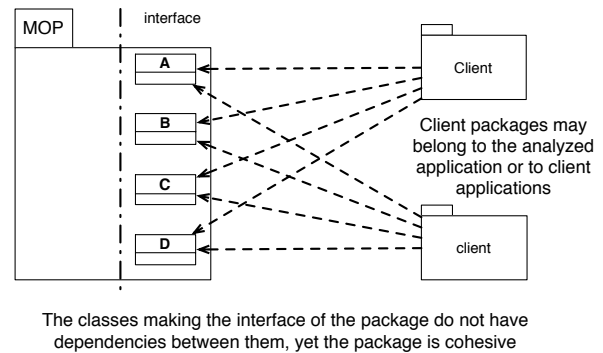 MOP
interface
A
B
C
D
Client
Client packages may
belong to the analyzed
application or to client
applications
client
The classes making the interface of the package do not have
dependencies between them, yet the package is cohesive